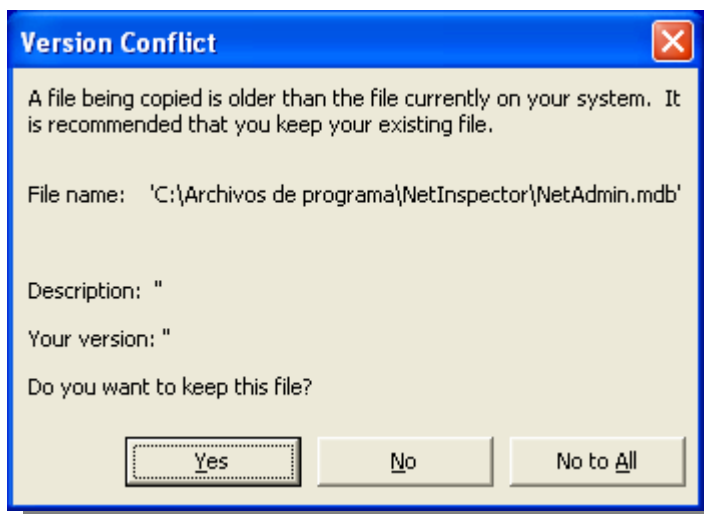 Version Conflict
A file being copied is older than the file currently on your system.  It
is recommended that you keep your existing file.
File name:   'C:\Archivos de programa\NetInspector\NetAdmin.mdb'
Description:  ''
Your version: ''
Do you want to keep this file?
Yes No No to All